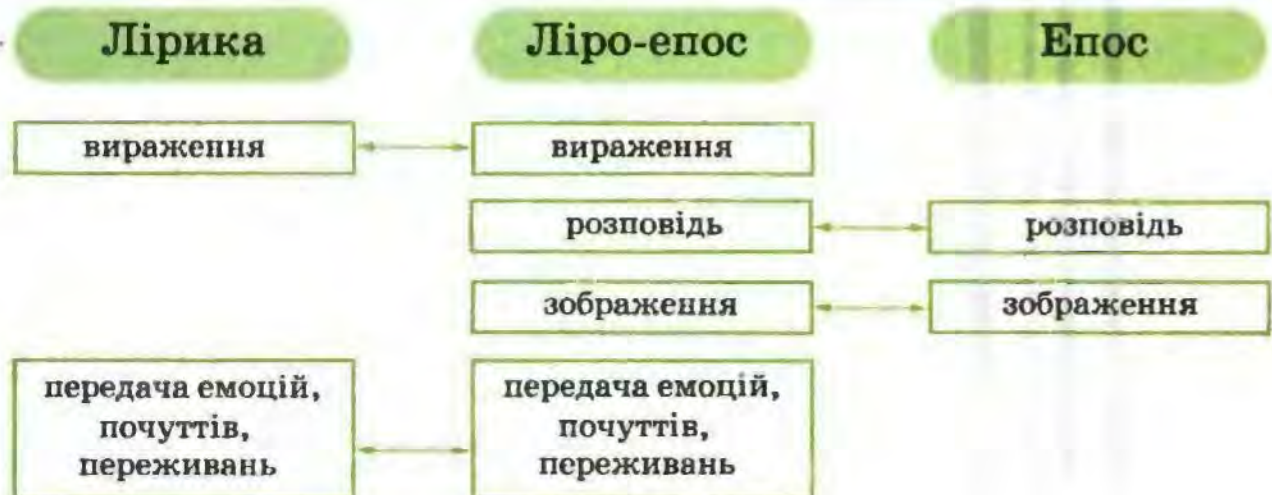 Лірика Ліро-епос Епос
вираження вираження
розповідь розповідь
зображення зображення
передача емоцій, передача емоцій,
почуттів, почуттів,
переживань переживань